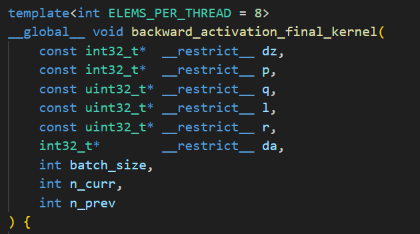 template<int ELEMS_PER_THREAD = 8>
__global__ void backward_activation_final_kernel(
    const int32_t*  __restrict__ dz,
    const int32_t*  __restrict__ p,
    const uint32_t* __restrict__ q,
    const uint32_t* __restrict__ l,
    const uint32_t* __restrict__ r,
    int32_t*        __restrict__ da,
    int batch_size,
    int n_curr,
    int n_prev
) {